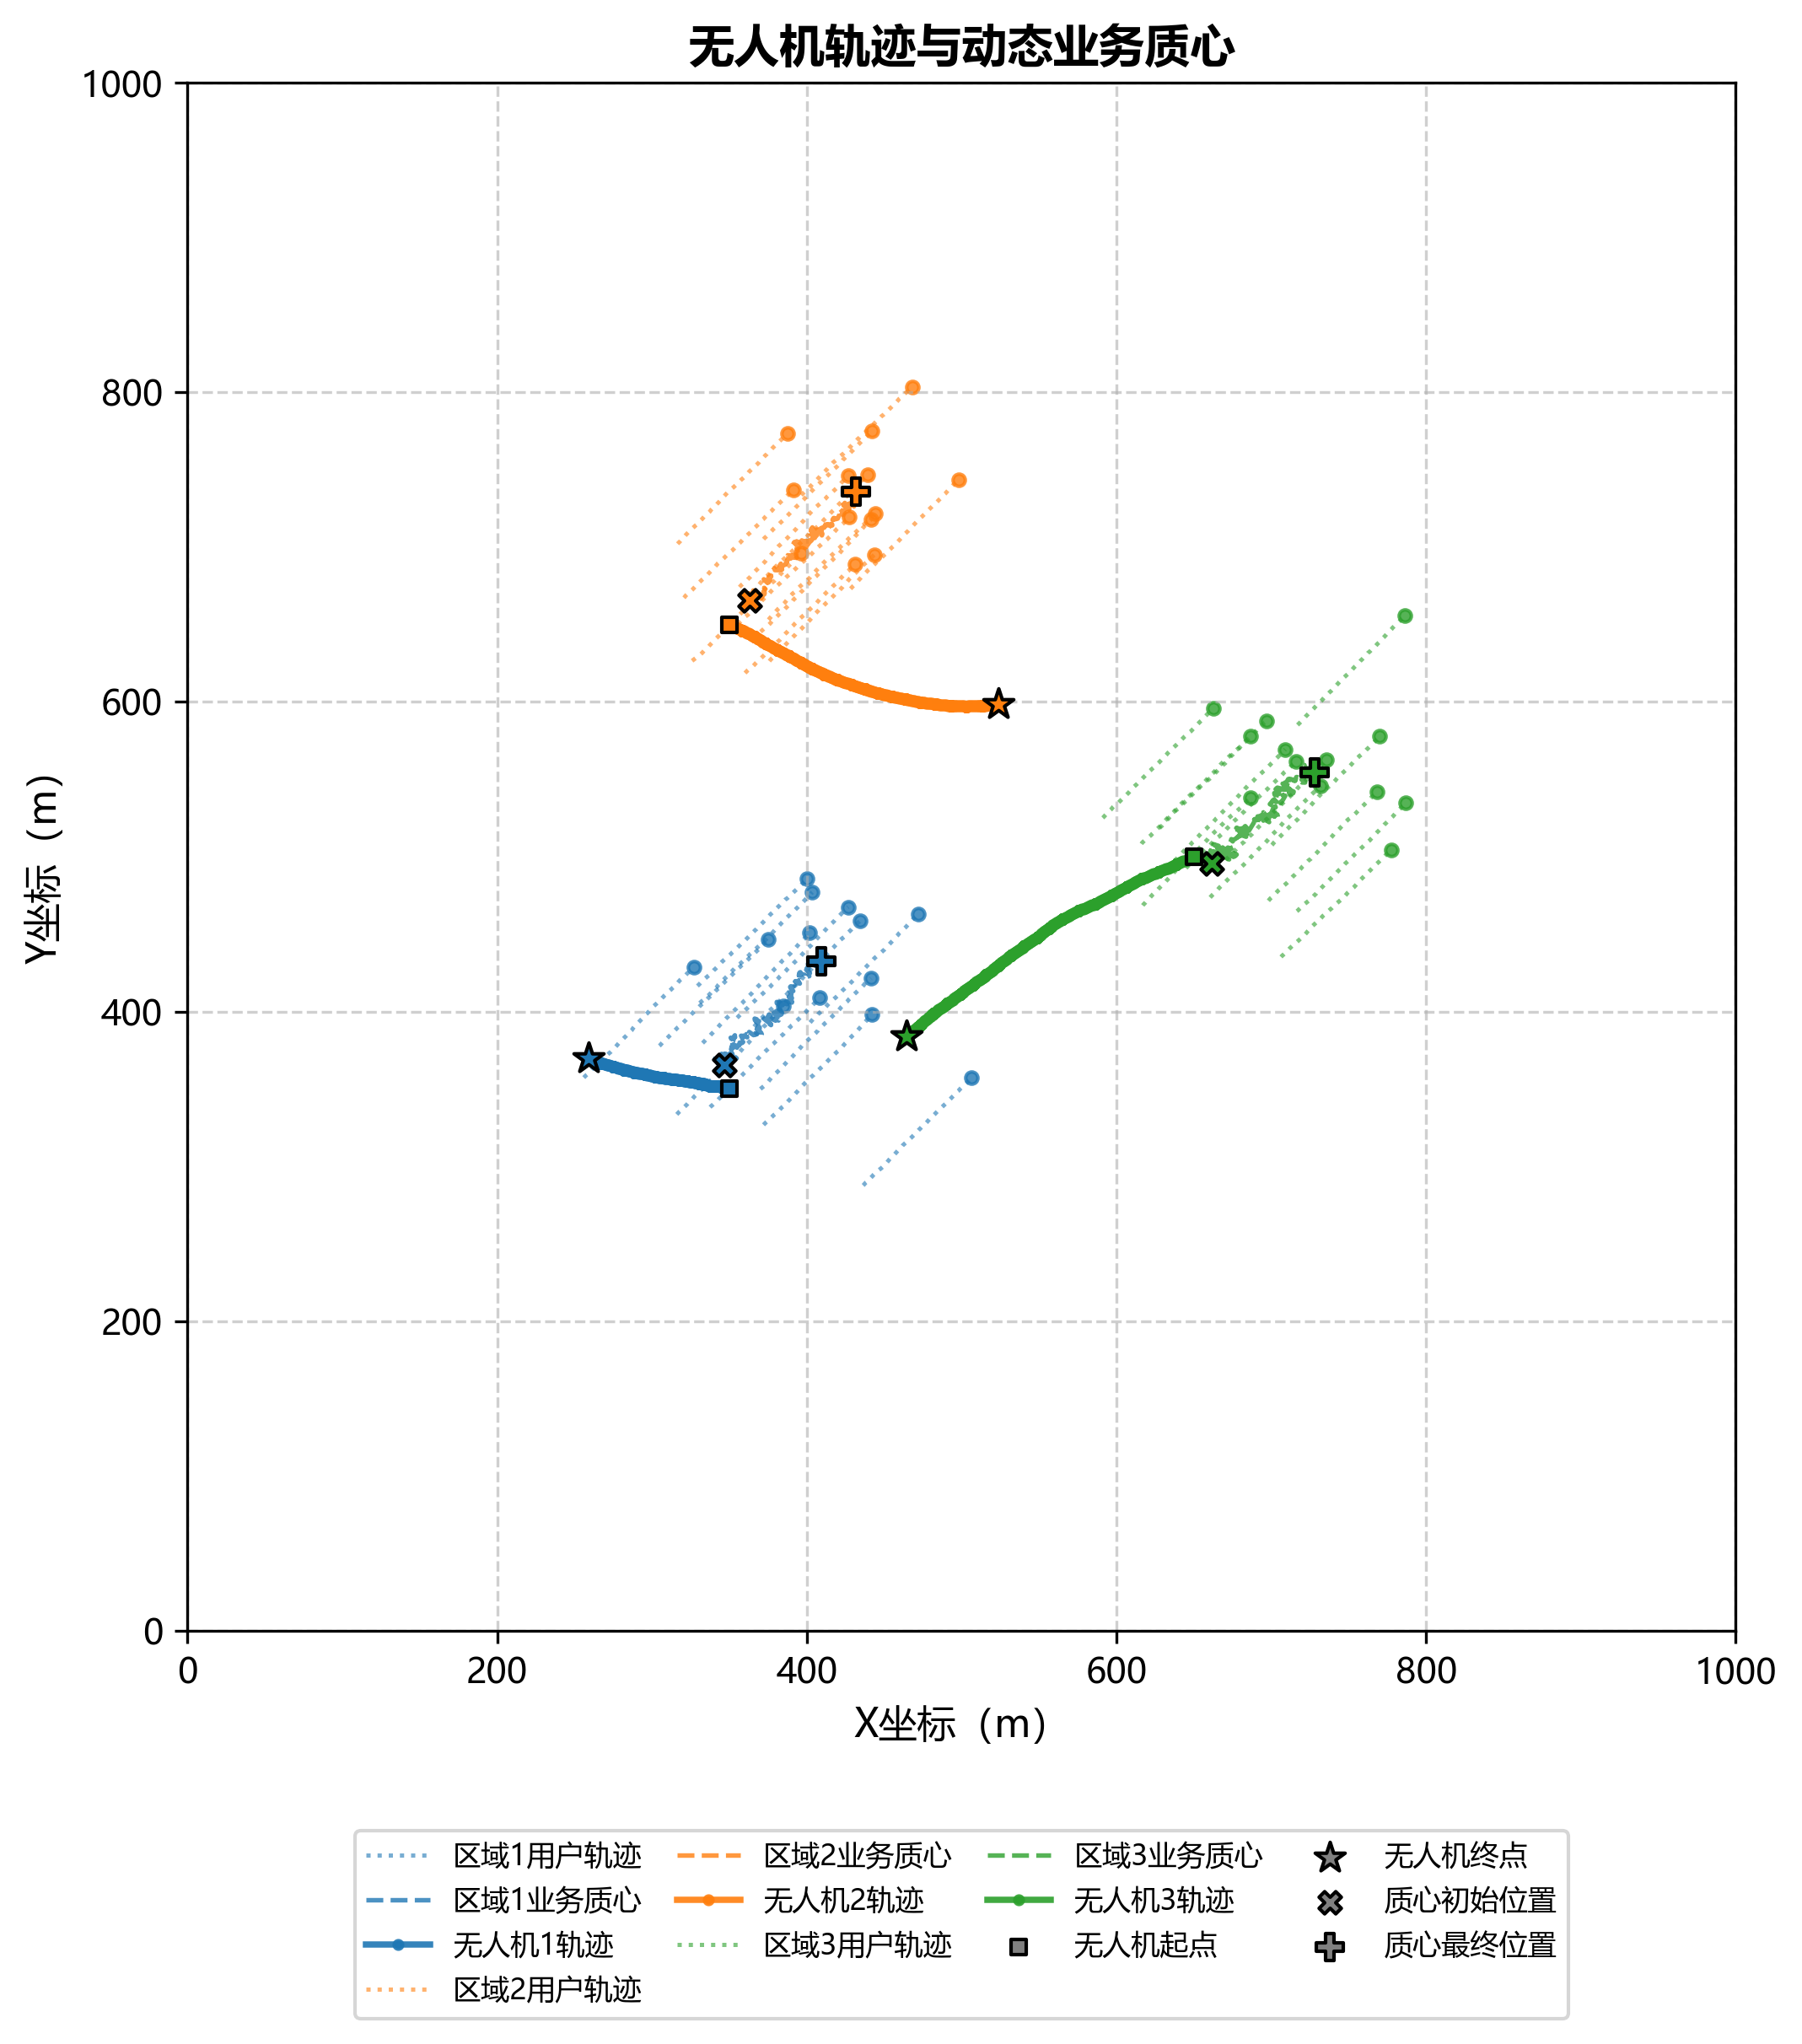 无人机轨迹与动态业务质心
1000
800
600
400
200
0
Y坐标（m）
0 200 400 600 800 1000
X坐标（m）
区域1用户轨迹
区域1业务质心
无人机1轨迹
区域2用户轨迹
区域2业务质心
无人机2轨迹
区域3用户轨迹
区域3业务质心
无人机3轨迹
无人机起点
无人机终点
质心初始位置
质心最终位置